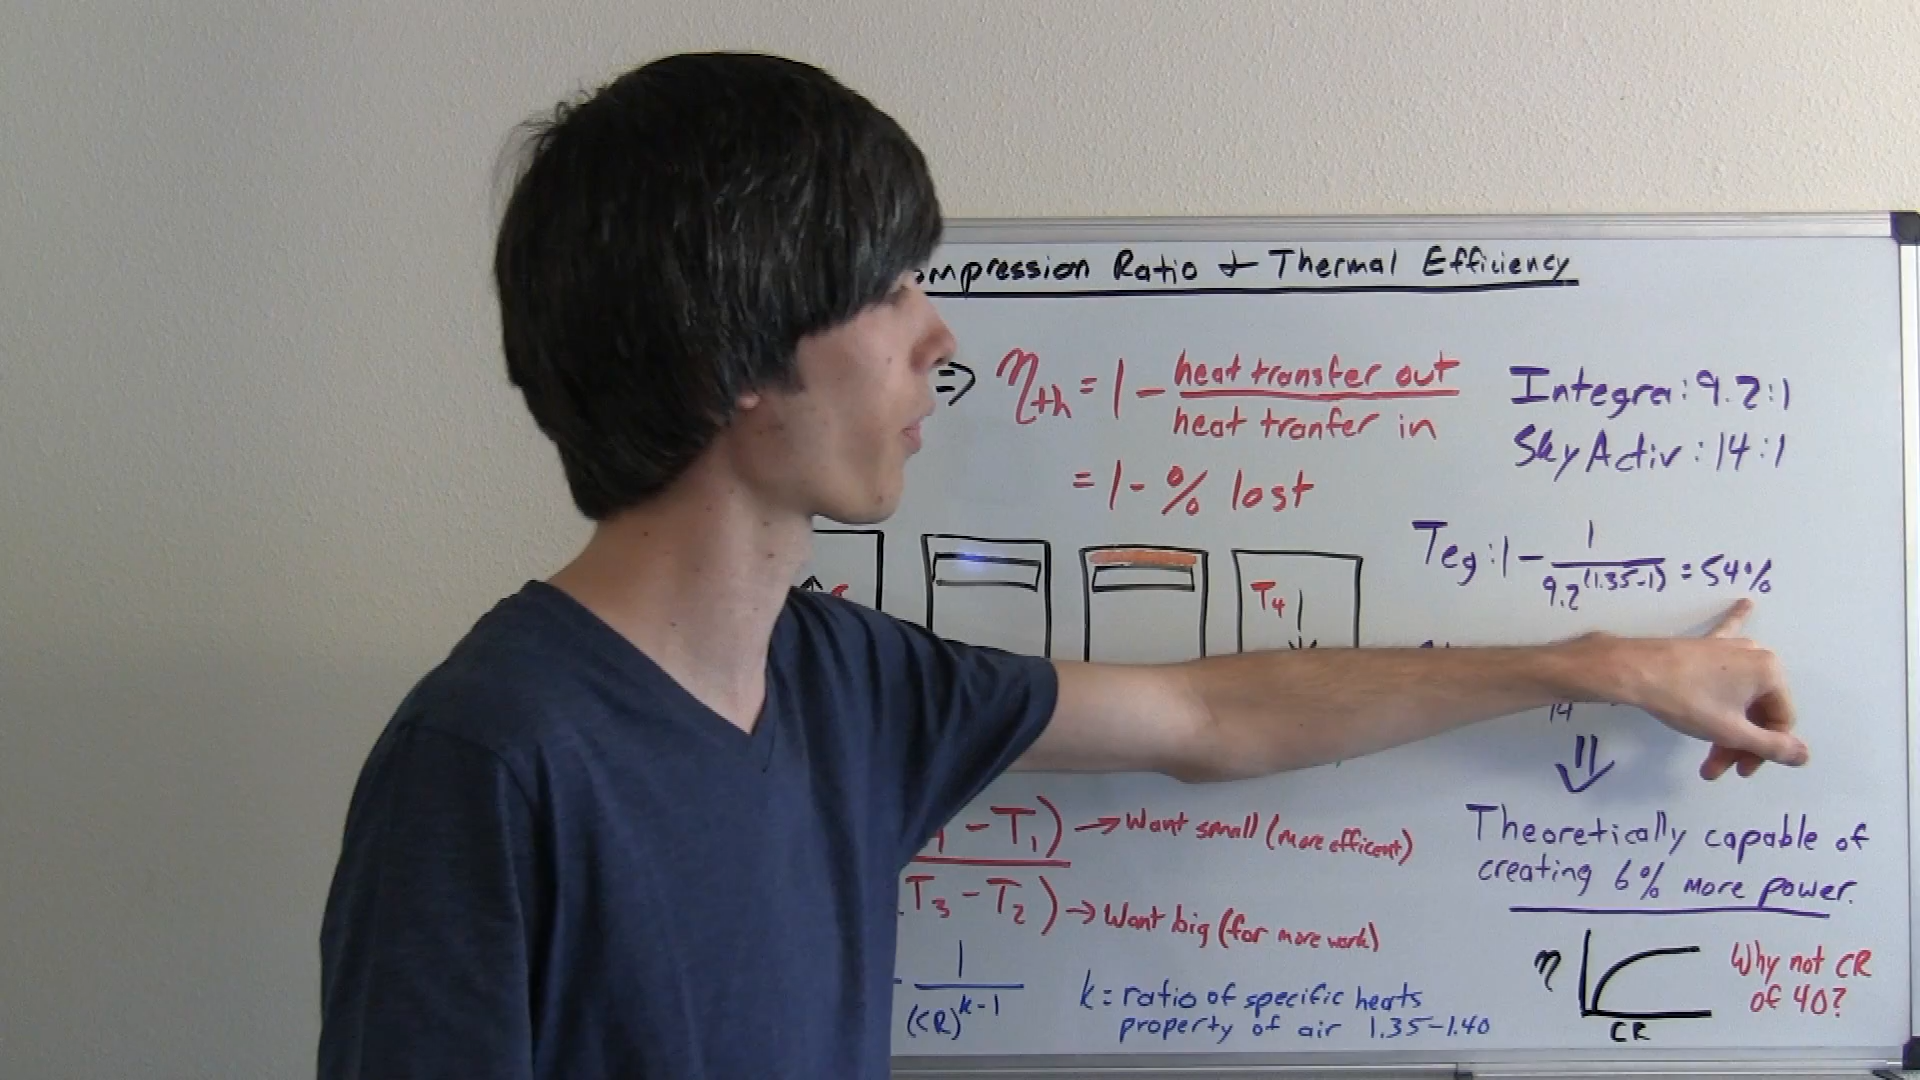 ompression Ratio & Thermal Efficiency
=> ηth = 1 - heat transfer out
heat tranfer in
= 1 - % lost
Integra: 9.2:1
SkyActiv: 14:1
Teg: 1 - 1
9.2^(1.35-1) = 54%
T4
14
⇓
Theoretically capable of
creating 6% more power.
- T1) → Want small (more efficent)
T3 - T2) → Want big (for more work)
1
(CR)^k-1
k = ratio of specific heats
property of air 1.35-1.40
η
CR
Why not CR
of 40?